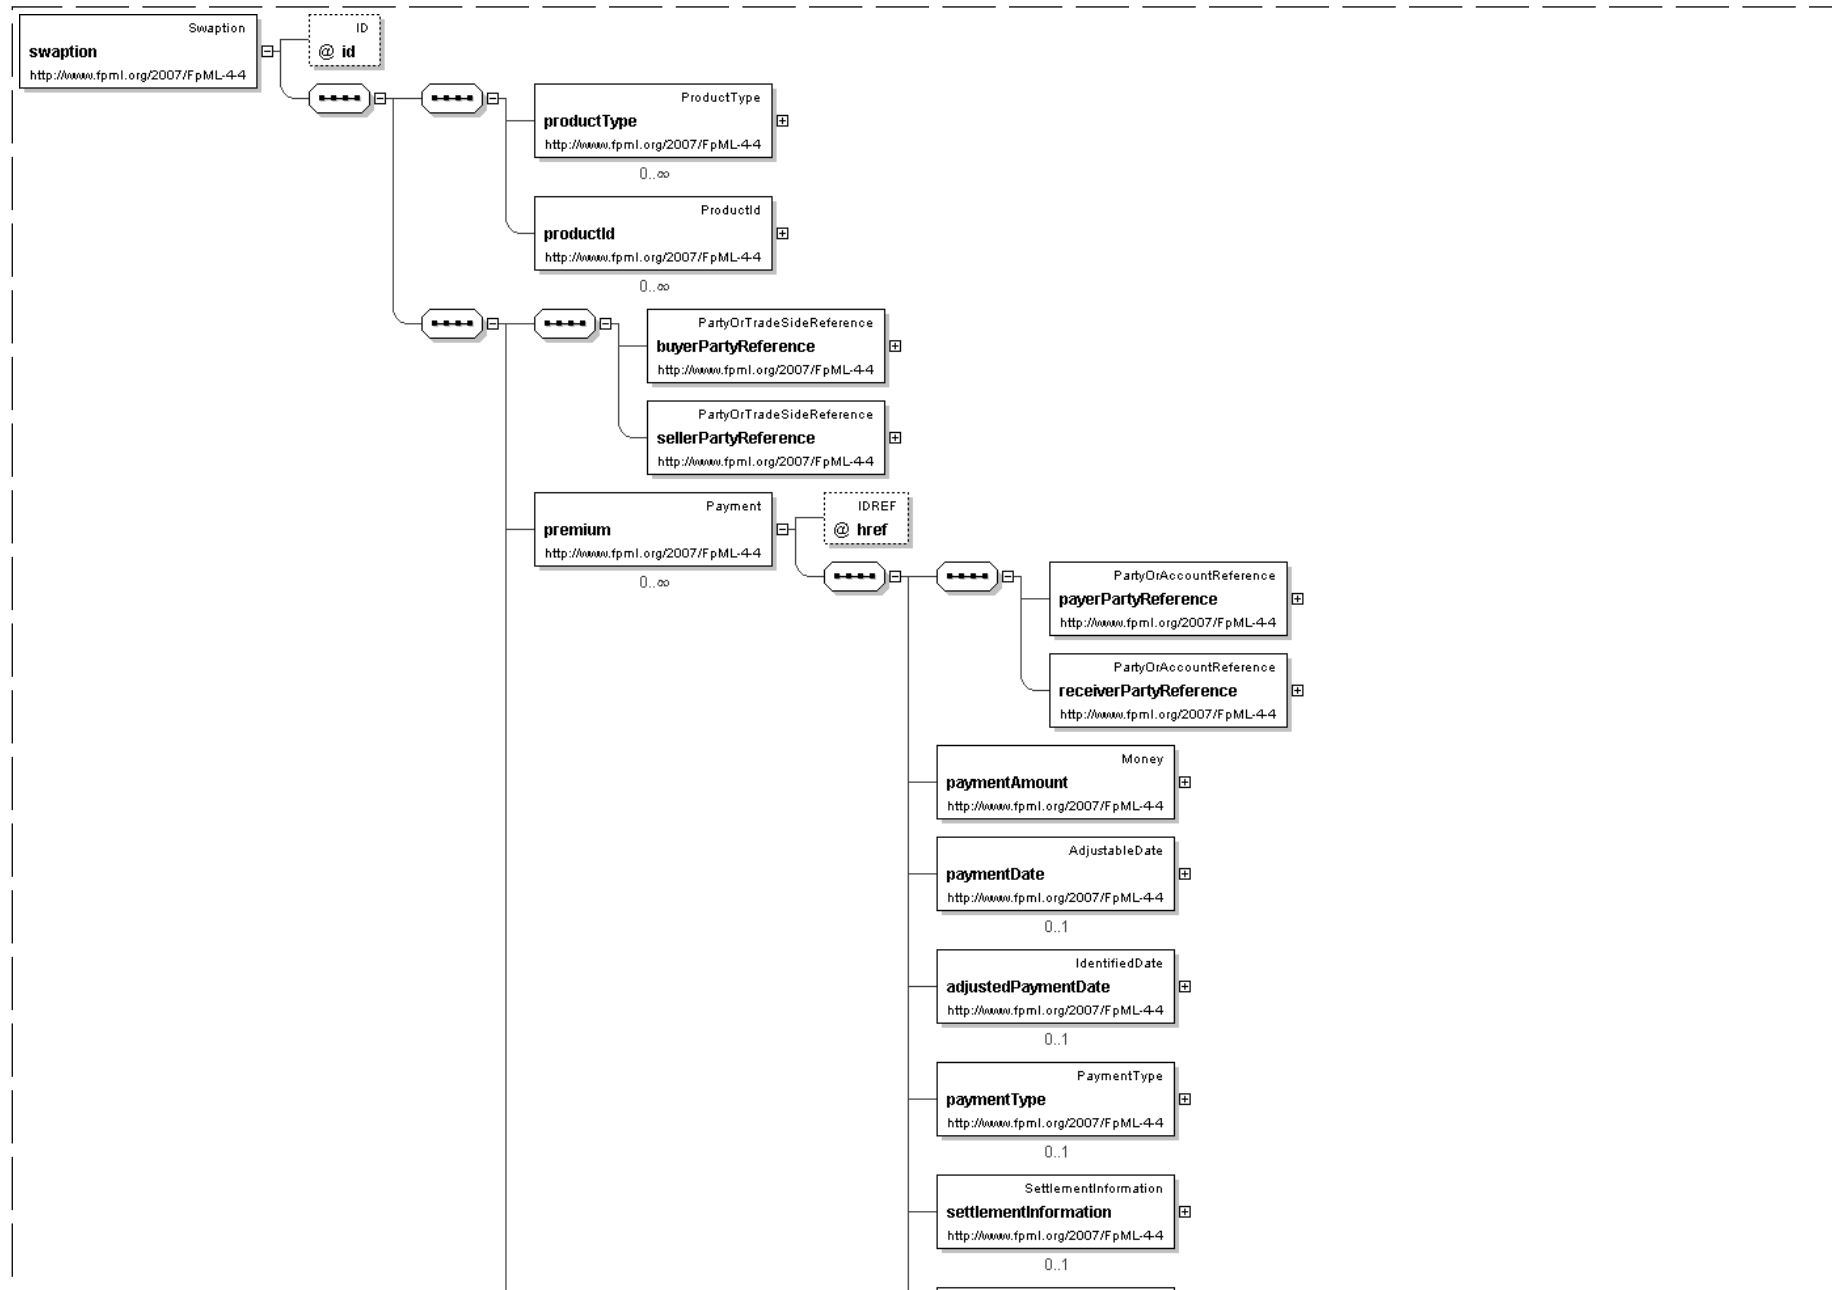 Swaption
swaption
http://www.fpml.org/2007/FpML-4-4
ID
@ id
ProductType
productType
http://www.fpml.org/2007/FpML-4-4
0..∞
ProductId
productId
http://www.fpml.org/2007/FpML-4-4
0..∞
PartyOrTradeSideReference
buyerPartyReference
http://www.fpml.org/2007/FpML-4-4
PartyOrTradeSideReference
sellerPartyReference
http://www.fpml.org/2007/FpML-4-4
Payment
premium
http://www.fpml.org/2007/FpML-4-4
0..∞
IDREF
@ href
PartyOrAccountReference
payerPartyReference
http://www.fpml.org/2007/FpML-4-4
PartyOrAccountReference
receiverPartyReference
http://www.fpml.org/2007/FpML-4-4
Money
paymentAmount
http://www.fpml.org/2007/FpML-4-4
AdjustableDate
paymentDate
http://www.fpml.org/2007/FpML-4-4
0..1
IdentifiedDate
adjustedPaymentDate
http://www.fpml.org/2007/FpML-4-4
0..1
PaymentType
paymentType
http://www.fpml.org/2007/FpML-4-4
0..1
SettlementInformation
settlementInformation
http://www.fpml.org/2007/FpML-4-4
0..1